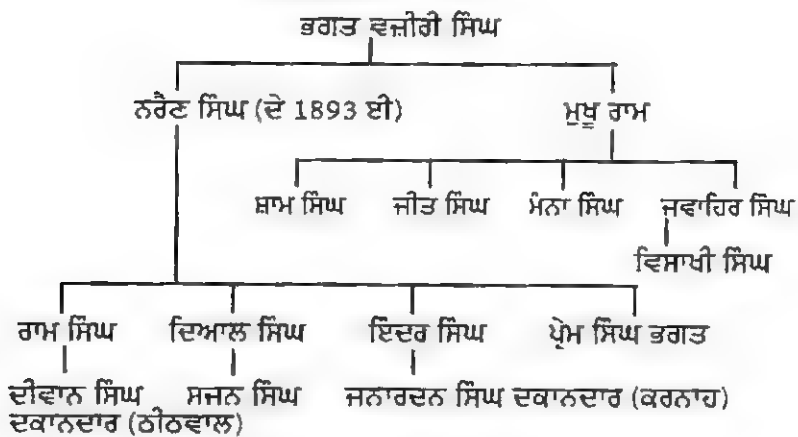 ਭਗਤ ਵਜ਼ੀਰੀ ਸਿੰਘ
ਨਰੈਣ ਸਿੰਘ (ਦੇ 1893 ਈ) ਮੁਖੂ ਰਾਮ
ਸ਼ਾਮ ਸਿੰਘ ਜੀਤ ਸਿੰਘ ਮੰਨਾ ਸਿੰਘ ਜਵਾਹਿਰ ਸਿੰਘ
ਵਿਸਾਖੀ ਸਿੰਘ
ਰਾਮ ਸਿੰਘ ਦਿਆਲ ਸਿੰਘ ਇੰਦਰ ਸਿੰਘ ਪ੍ਰੇਮ ਸਿੰਘ ਭਗਤ
ਦੀਵਾਨ ਸਿੰਘ ਸਜਨ ਸਿੰਘ ਜਨਾਰਦਨ ਸਿੰਘ ਦਕਾਨਦਾਰ (ਕਰਨਾਹ)
ਦਕਾਨਦਾਰ (ਠੀਠਵਾਲ)